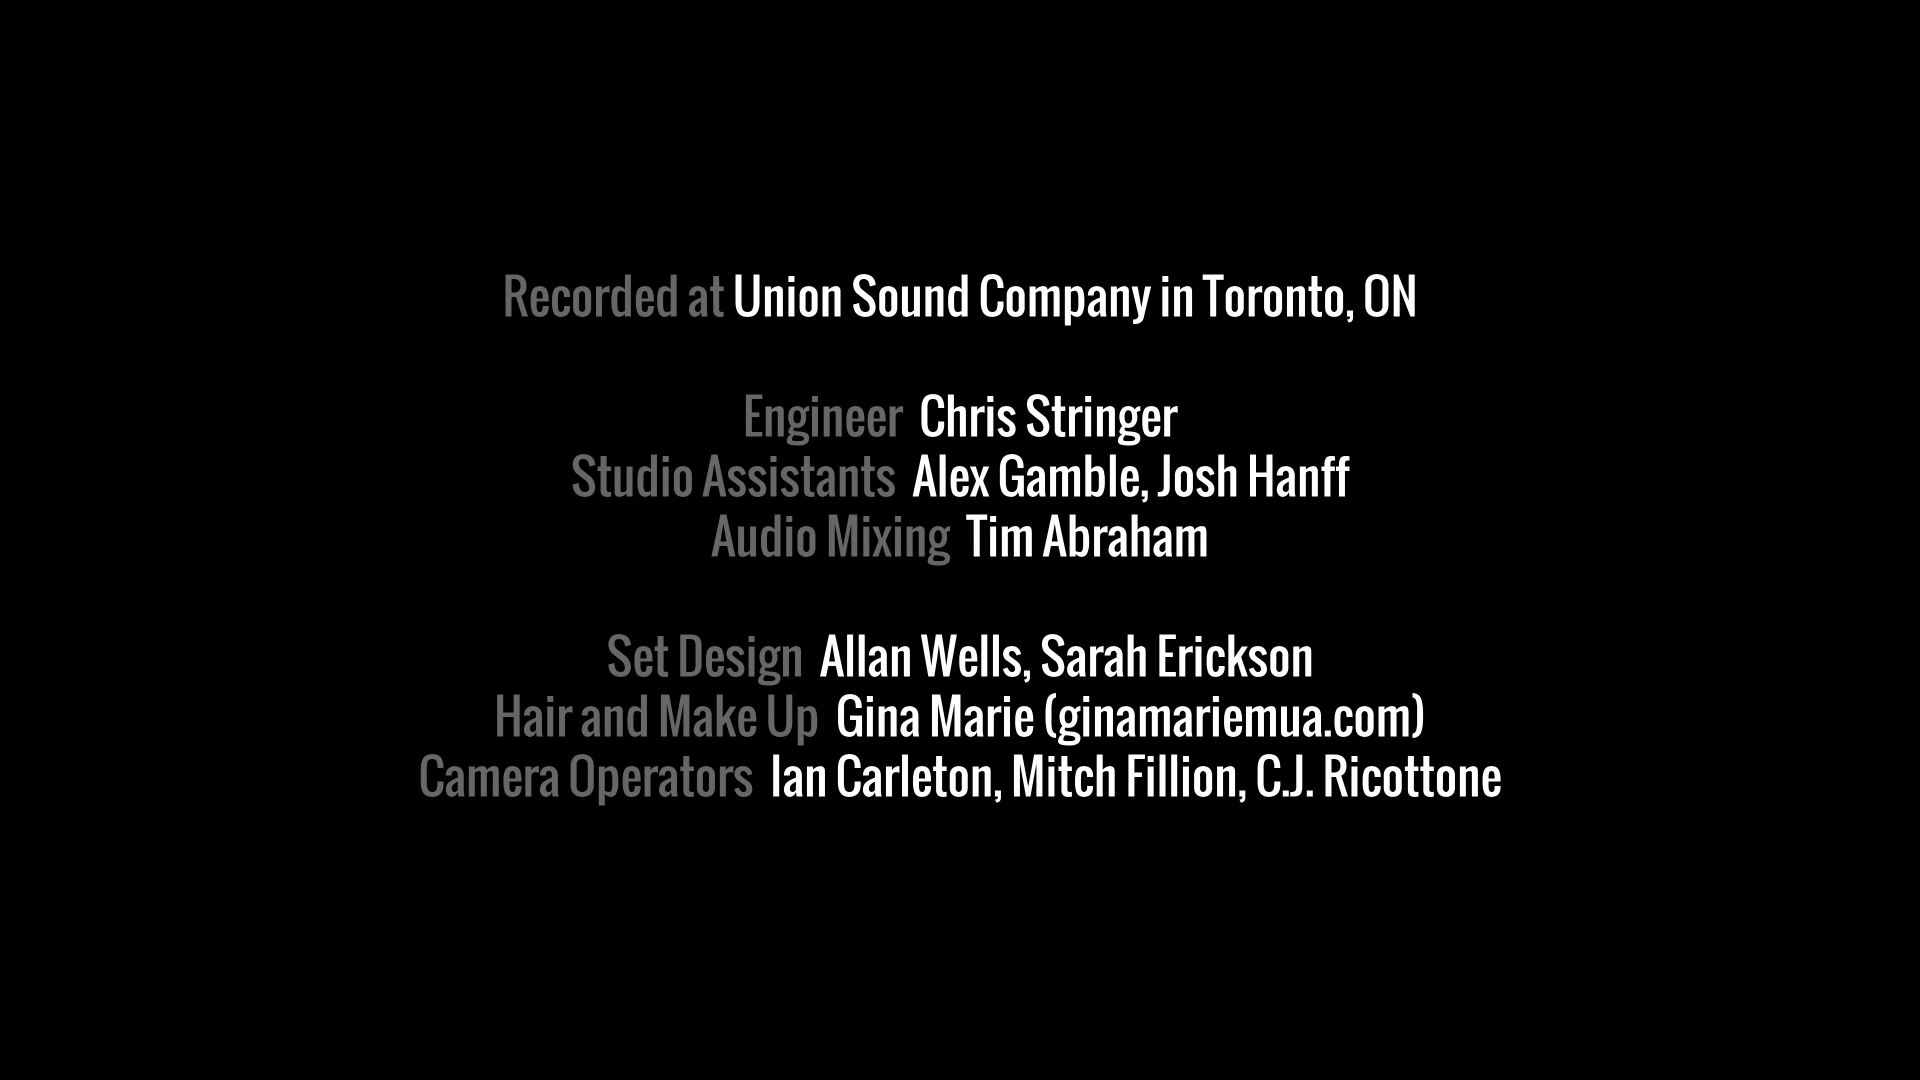 Recorded at Union Sound Company in Toronto, ON
Engineer Chris Stringer
Studio Assistants Alex Gamble, Josh Hanff
Audio Mixing Tim Abraham
Set Design Allan Wells, Sarah Erickson
Hair and Make Up Gina Marie (ginamariemua.com)
Camera Operators Ian Carleton, Mitch Fillion, C.J. Ricottone